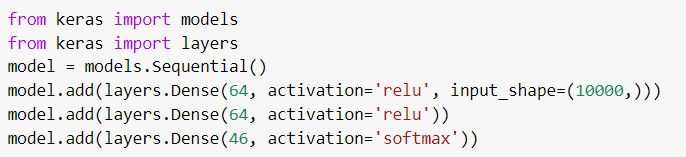 from keras import models
from keras import layers
model = models.Sequential()
model.add(layers.Dense(64, activation='relu', input_shape=(10000,)))
model.add(layers.Dense(64, activation='relu'))
model.add(layers.Dense(46, activation='softmax'))